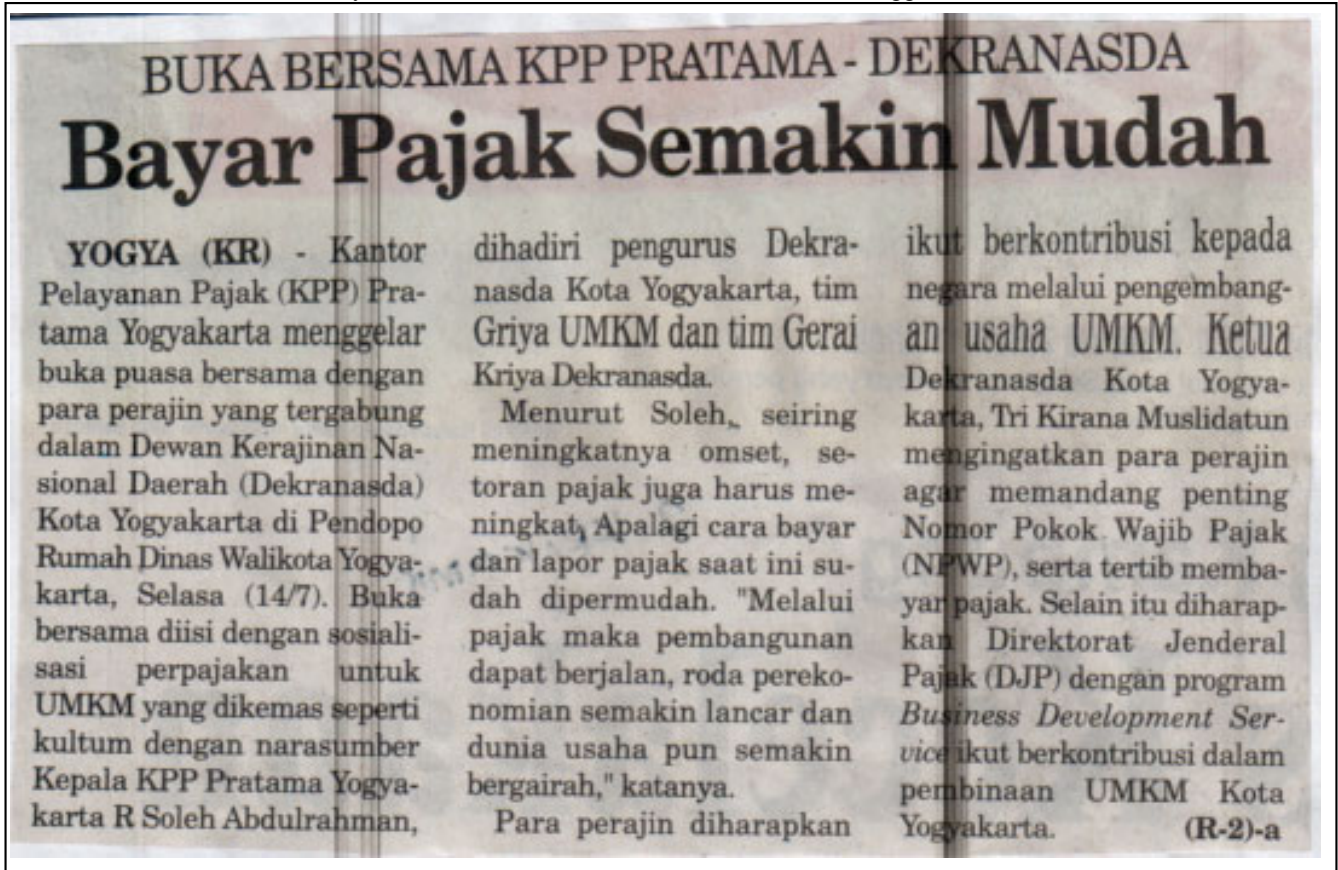 BUKA BERSAMA KPP PRATAMA - DEKRANASDA
Bayar Pajak Semakin Mudah
YOGYA (KR) - Kantor
Pelayanan Pajak (KPP) Pra-
tama Yogyakarta menggelar
buka puasa bersama dengan
para perajin yang tergabung
dalam Dewan Kerajinan Na-
sional Daerah (Dekranasda)
Kota Yogyakarta di Pendopo
Rumah Dinas Walikota Yogya-
karta, Selasa (14/7). Buka
bersama diisi dengan sosiali-
sasi perpajakan untuk
UMKM yang dikemas seperti
kultum dengan narasumber
Kepala KPP Pratama Yogya-
karta R Soleh Abdulrahman,
dihadiri pengurus Dekra-
nasda Kota Yogyakarta, tim
Griya UMKM dan tim Gerai
Kriya Dekranasda.
Menurut Soleh,, seiring
meningkatnya omset, se-
toran pajak juga harus me-
ningkat, Apalagi cara bayar
dan lapor pajak saat ini su-
dah dipermudah. "Melalui
pajak maka pembangunan
dapat berjalan, roda pereko-
nomian semakin lancar dan
dunia usaha pun semakin
bergairah," katanya.
Para perajin diharapkan
ikut berkontribusi kepada
negara melalui pengembang-
an usaha UMKM. Ketua
Dekranasda Kota Yogya-
karta, Tri Kirana Muslidatun
mengingatkan para perajin
agar memandang penting
Nomor Pokok Wajib Pajak
(NPWP), serta tertib memba-
yar pajak. Selain itu diharap-
kan Direktorat Jenderal
Pajak (DJP) dengan program
Business Development Ser-
vice ikut berkontribusi dalam
pembinaan UMKM Kota
Yogyakarta. (R-2)-a